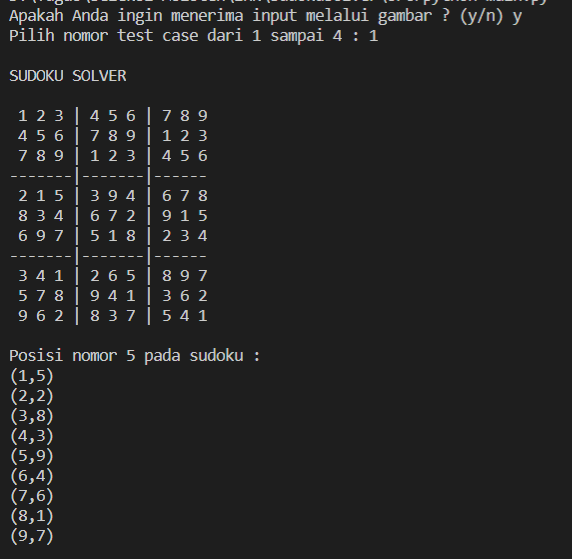 Apakah Anda ingin menerima input melalui gambar ? (y/n) y
Pilih nomor test case dari 1 sampai 4 : 1
SUDOKU SOLVER
1 2 3 | 4 5 6 | 7 8 9
4 5 6 | 7 8 9 | 1 2 3
7 8 9 | 1 2 3 | 4 5 6
-------|-------|------
2 1 5 | 3 9 4 | 6 7 8
8 3 4 | 6 7 2 | 9 1 5
6 9 7 | 5 1 8 | 2 3 4
-------|-------|------
3 4 1 | 2 6 5 | 8 9 7
5 7 8 | 9 4 1 | 3 6 2
9 6 2 | 8 3 7 | 5 4 1
Posisi nomor 5 pada sudoku :
(1,5)
(2,2)
(3,8)
(4,3)
(5,9)
(6,4)
(7,6)
(8,1)
(9,7)